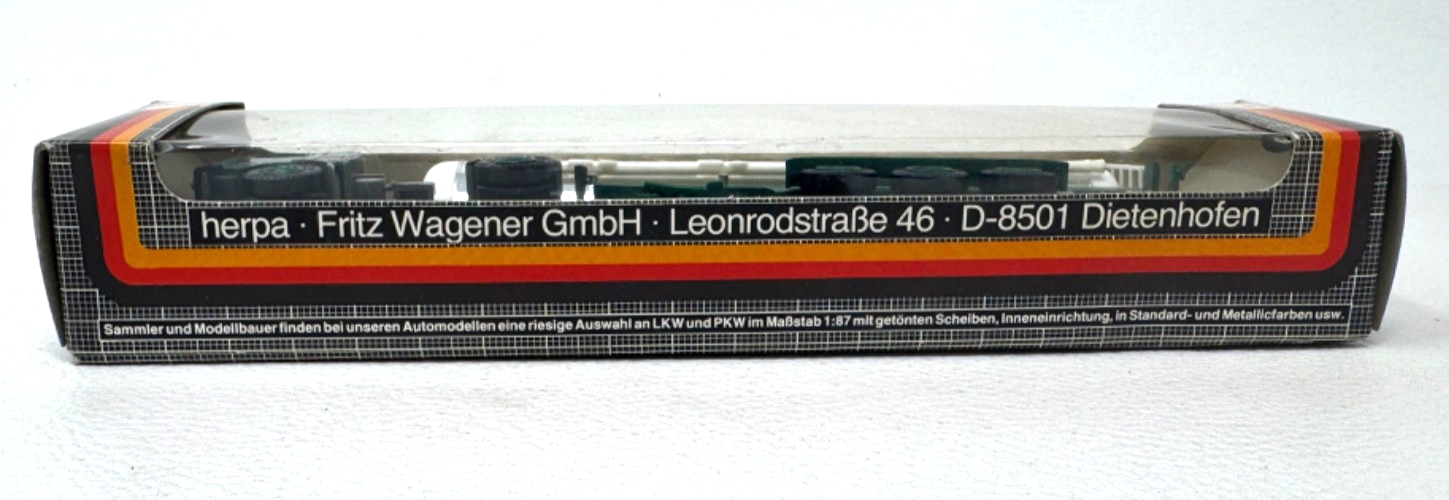 herpa · Fritz Wagener GmbH · Leonrodstraße 46 · D-8501 Dietenhofen
Sammler und Modellbauer finden bei unseren Automodellen eine riesige Auswahl an LKW und PKW im Maßstab 1:87 mit getönten Scheiben, Inneneinrichtung, in Standard- und Metallicfarben usw.